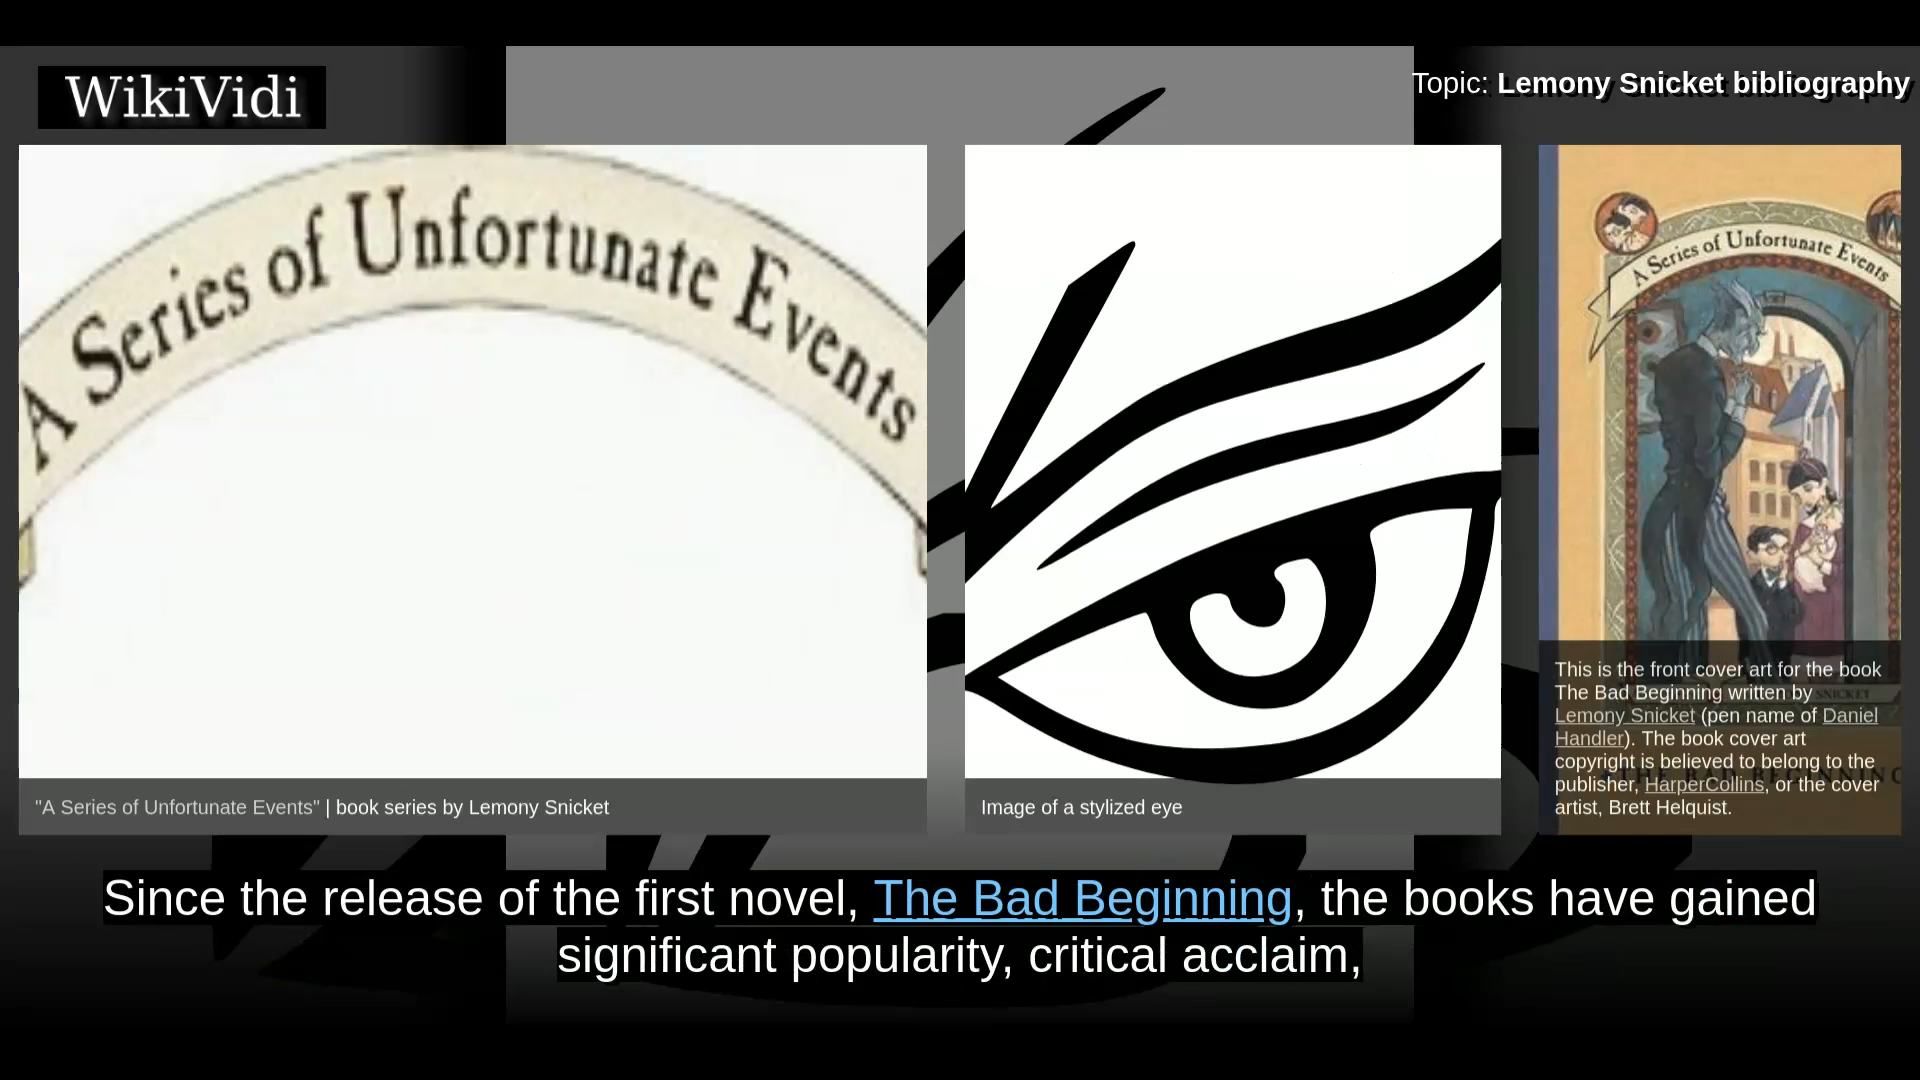 WikiVidi
Topic: Lemony Snicket bibliography
A Series of Unfortunate Events
"A Series of Unfortunate Events" | book series by Lemony Snicket
Image of a stylized eye
A Series of Unfortunate Events
SNICKET
THE BAD BEGINNING
This is the front cover art for the book
The Bad Beginning written by
Lemony Snicket (pen name of Daniel
Handler). The book cover art
copyright is believed to belong to the
publisher, HarperCollins, or the cover
artist, Brett Helquist.
Since the release of the first novel, The Bad Beginning, the books have gained
significant popularity, critical acclaim,